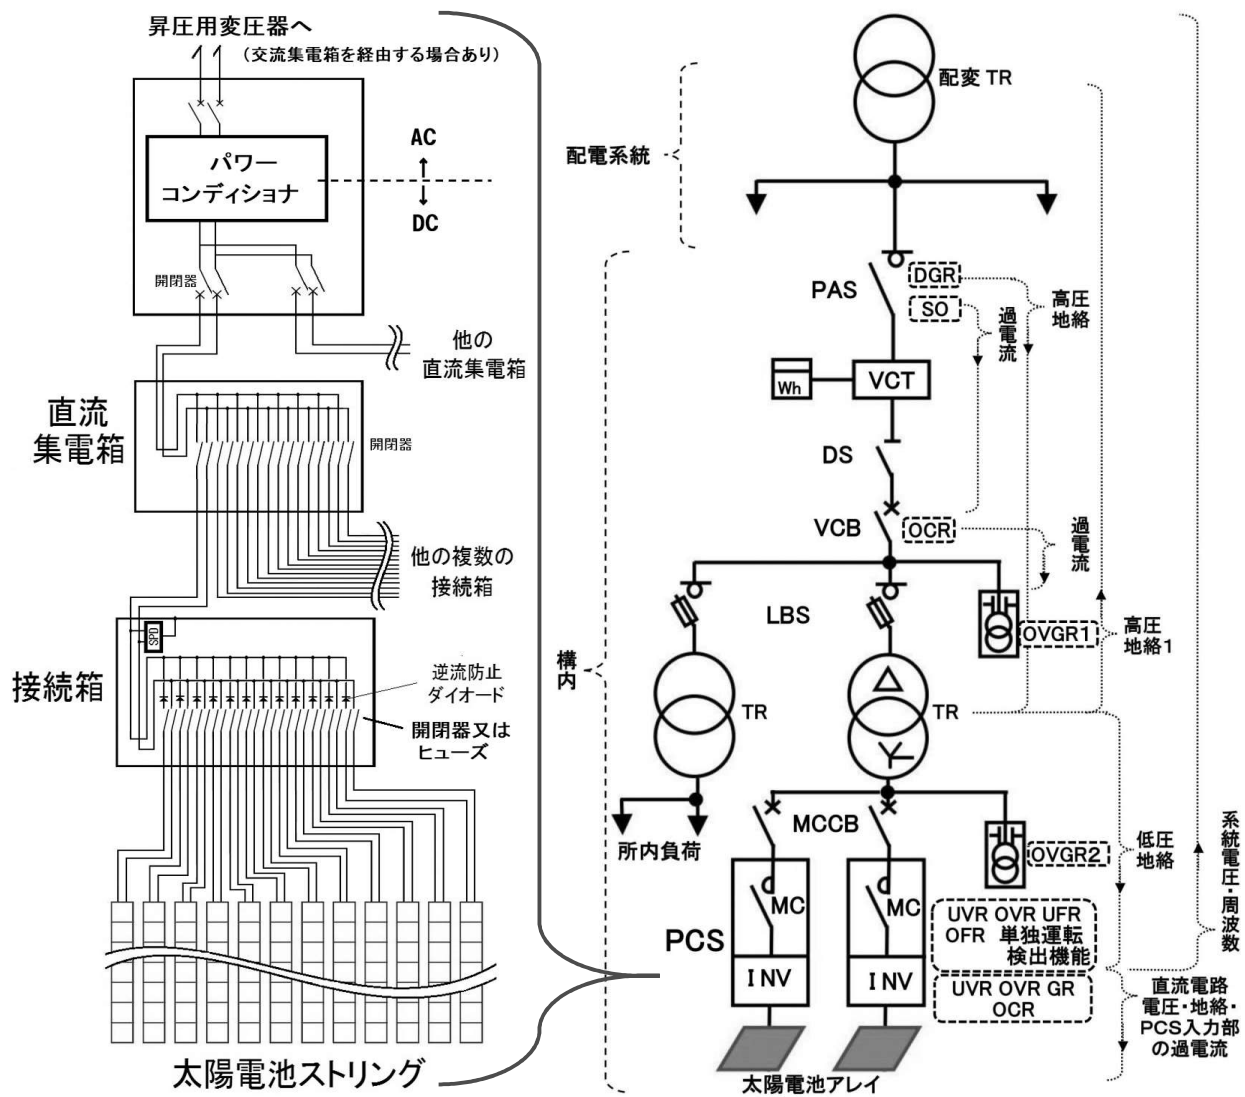 昇圧用変圧器へ
(交流集電箱を経由する場合あり)
パワー
コンディショナ
AC
DC
開閉器
他の
直流集電箱
直流
集電箱
開閉器
他の複数の
接続箱
SPD
接続箱
逆流防止
ダイオード
開閉器又は
ヒューズ
太陽電池ストリング
配電系統
配変 TR
構内
PAS
DGR
SO
過電流
高圧
地絡
Wh
VCT
DS
VCB
OCR
過電流
LBS
OVGR1
高圧
地絡1
TR
TR
所内負荷
MCCB
OVGR2
低圧
地絡
系統電圧・周波数
PCS
MC
MC
INV
INV
UVR OVR UFR
OFR 単独運転
検出機能
UVR OVR GR
OCR
直流電路
電圧・地絡・
PCS入力部
の過電流
太陽電池アレイ